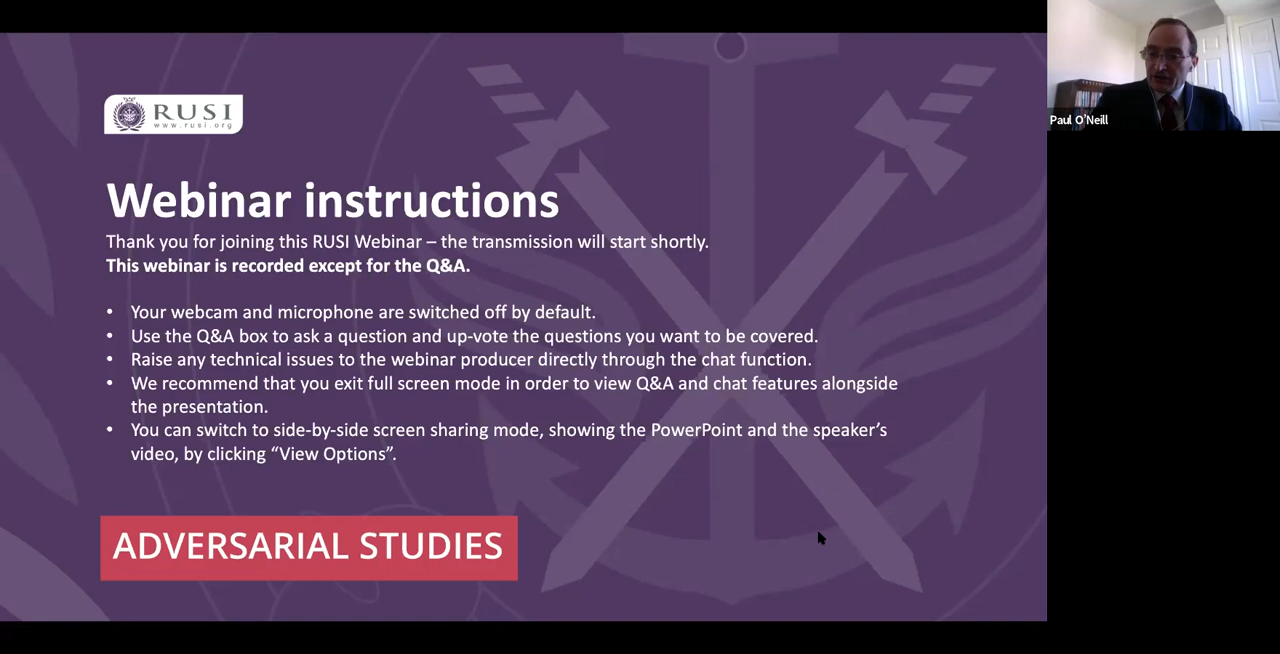 RUSI
www.rusi.org
Paul O'Neill
Webinar instructions
Thank you for joining this RUSI Webinar – the transmission will start shortly.
This webinar is recorded except for the Q&A.
• Your webcam and microphone are switched off by default.
• Use the Q&A box to ask a question and up-vote the questions you want to be covered.
• Raise any technical issues to the webinar producer directly through the chat function.
• We recommend that you exit full screen mode in order to view Q&A and chat features alongside
the presentation.
• You can switch to side-by-side screen sharing mode, showing the PowerPoint and the speaker's
video, by clicking “View Options”.
ADVERSARIAL STUDIES